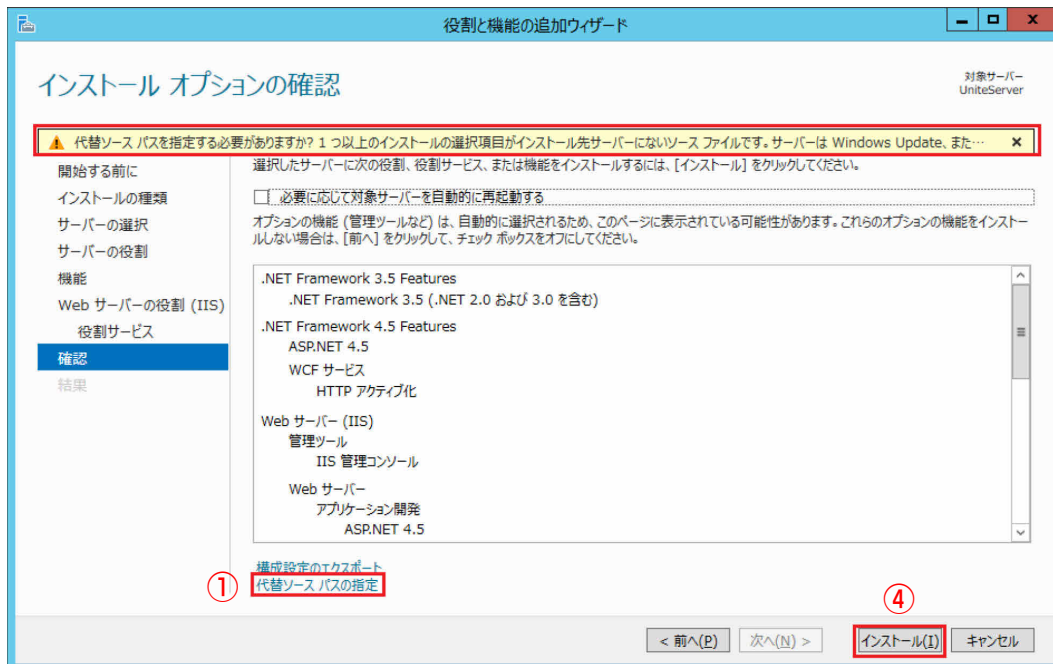 役割と機能の追加ウィザード
インストール オプションの確認
対象サーバー
UniteServer
代替ソース パスを指定する必要がありますか? 1 つ以上のインストールの選択項目がインストール先サーバーにないソース ファイルです。サーバーは Windows Update、また…
開始する前に
インストールの種類
サーバーの選択
サーバーの役割
機能
Web サーバーの役割 (IIS)
役割サービス
確認
結果
選択したサーバーに次の役割、役割サービス、または機能をインストールするには、[インストール] をクリックしてください。
必要に応じて対象サーバーを自動的に再起動する
オプションの機能 (管理ツールなど) は、自動的に選択されるため、このページに表示されている可能性があります。これらのオプションの機能をインストー
ルしない場合は、[前へ] をクリックして、チェック ボックスをオフにしてください。
.NET Framework 3.5 Features
.NET Framework 3.5 (.NET 2.0 および 3.0 を含む)
.NET Framework 4.5 Features
ASP.NET 4.5
WCF サービス
HTTP アクティブ化
Web サーバー (IIS)
管理ツール
IIS 管理コンソール
Web サーバー
アプリケーション開発
ASP.NET 4.5
構成設定のエクスポート
① 代替ソース パスの指定
④
< 前へ(P) 次へ(N) > インストール(I) キャンセル